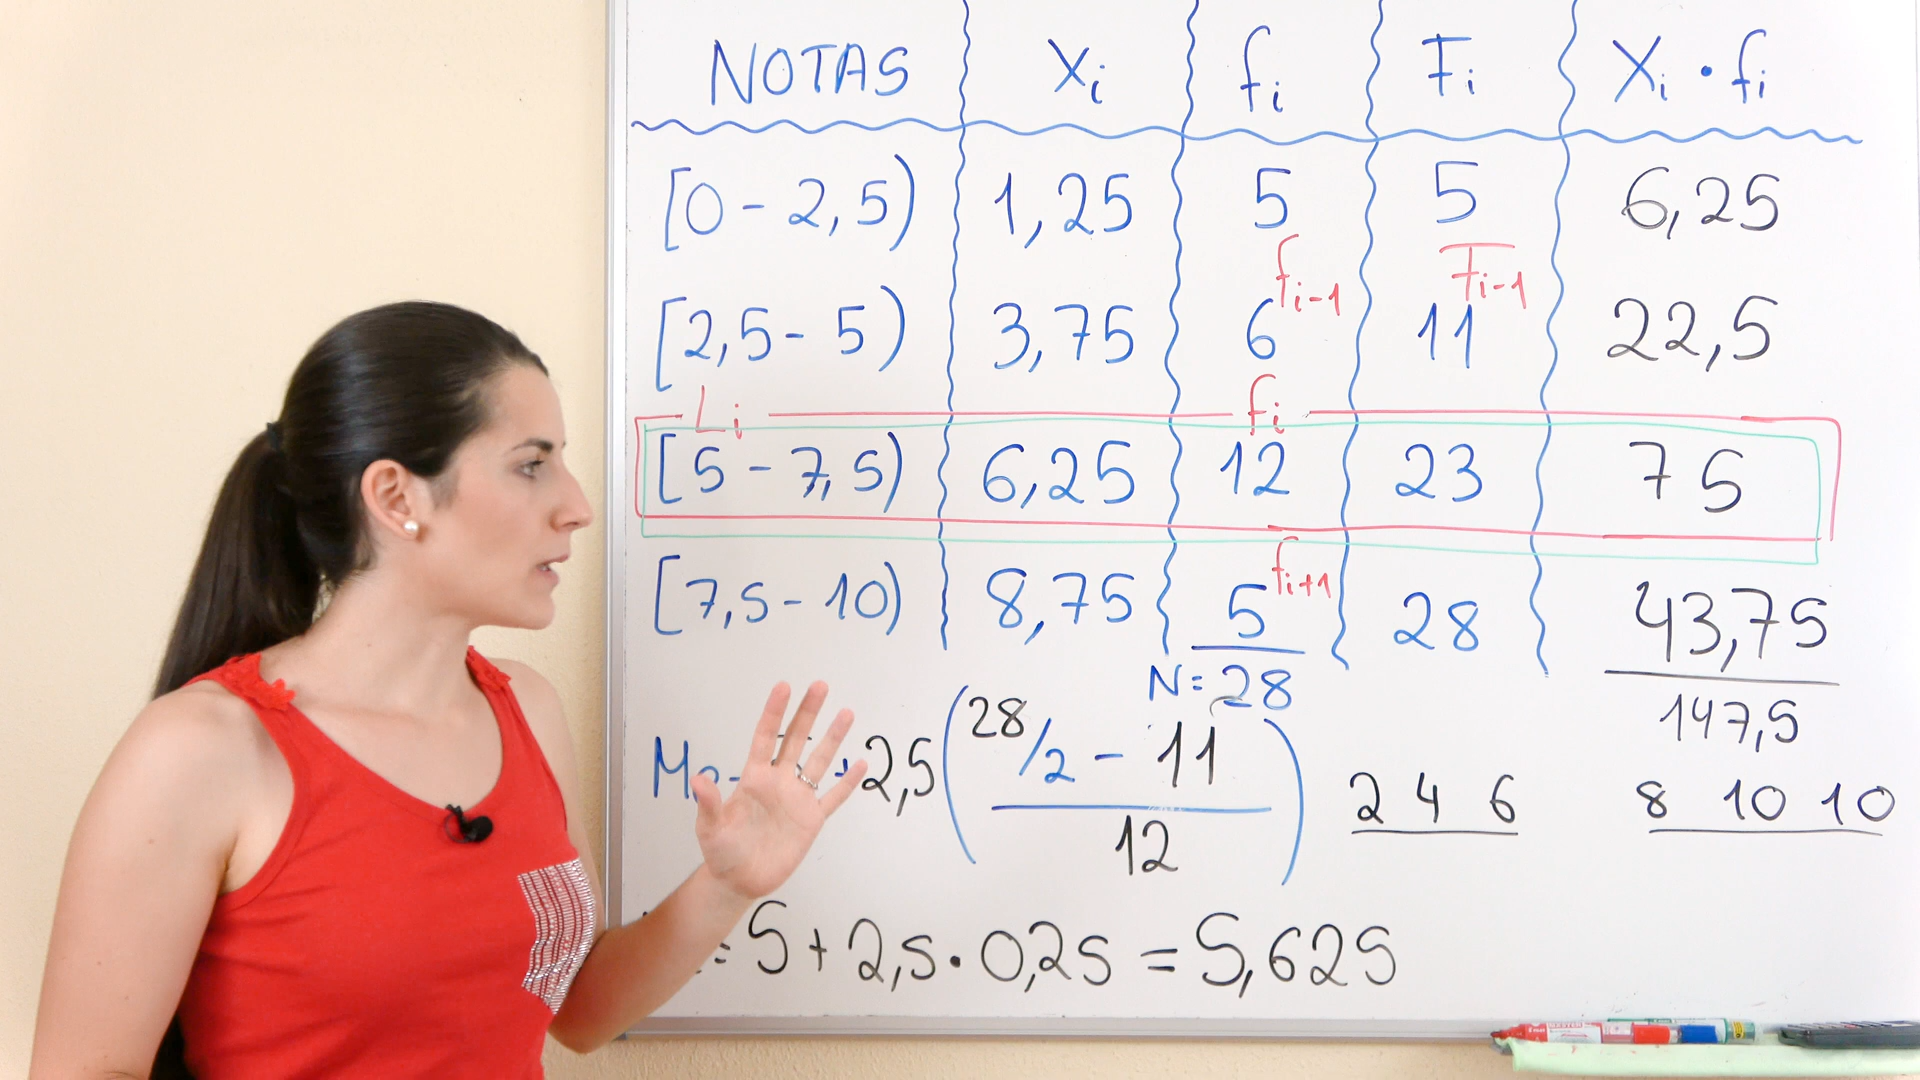 NOTAS Xi fi Fi Xi · fi
[0 - 2,5) 1,25 5 5 6,25
fi-1 Fi-1
[2,5 - 5) 3,75 6 11 22,5
Li fi
[5 - 7,5) 6,25 12 23 75
fi+1
[7,5 - 10) 8,75 5 28 43,75
N = 28 147,5
+ 2,5 ( 28/2 - 11 )
12
2 4 6 8 10 10
= 5 + 2,5 · 0,25 = 5,625